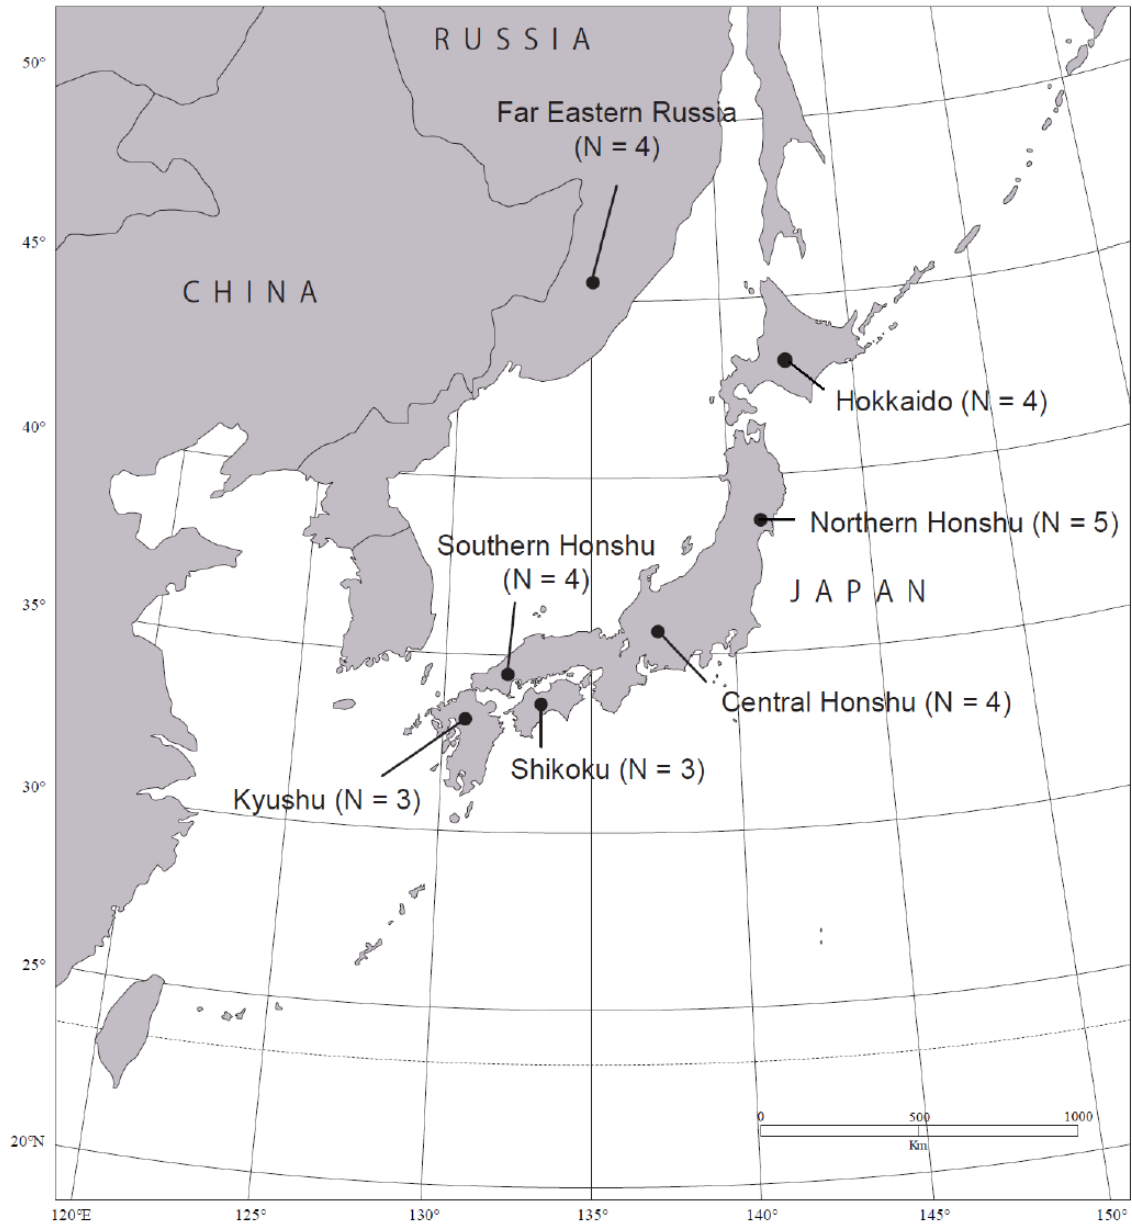 RUSSIA
50°
Far Eastern Russia
(N = 4)
45°
CHINA
Hokkaido (N = 4)
40°
Northern Honshu (N = 5)
Southern Honshu
(N = 4)
JAPAN
35°
Central Honshu (N = 4)
Shikoku (N = 3)
30°
Kyushu (N = 3)
25°
0 500 1000
Km
20°N
120°E 125° 130° 135° 140° 145° 150°